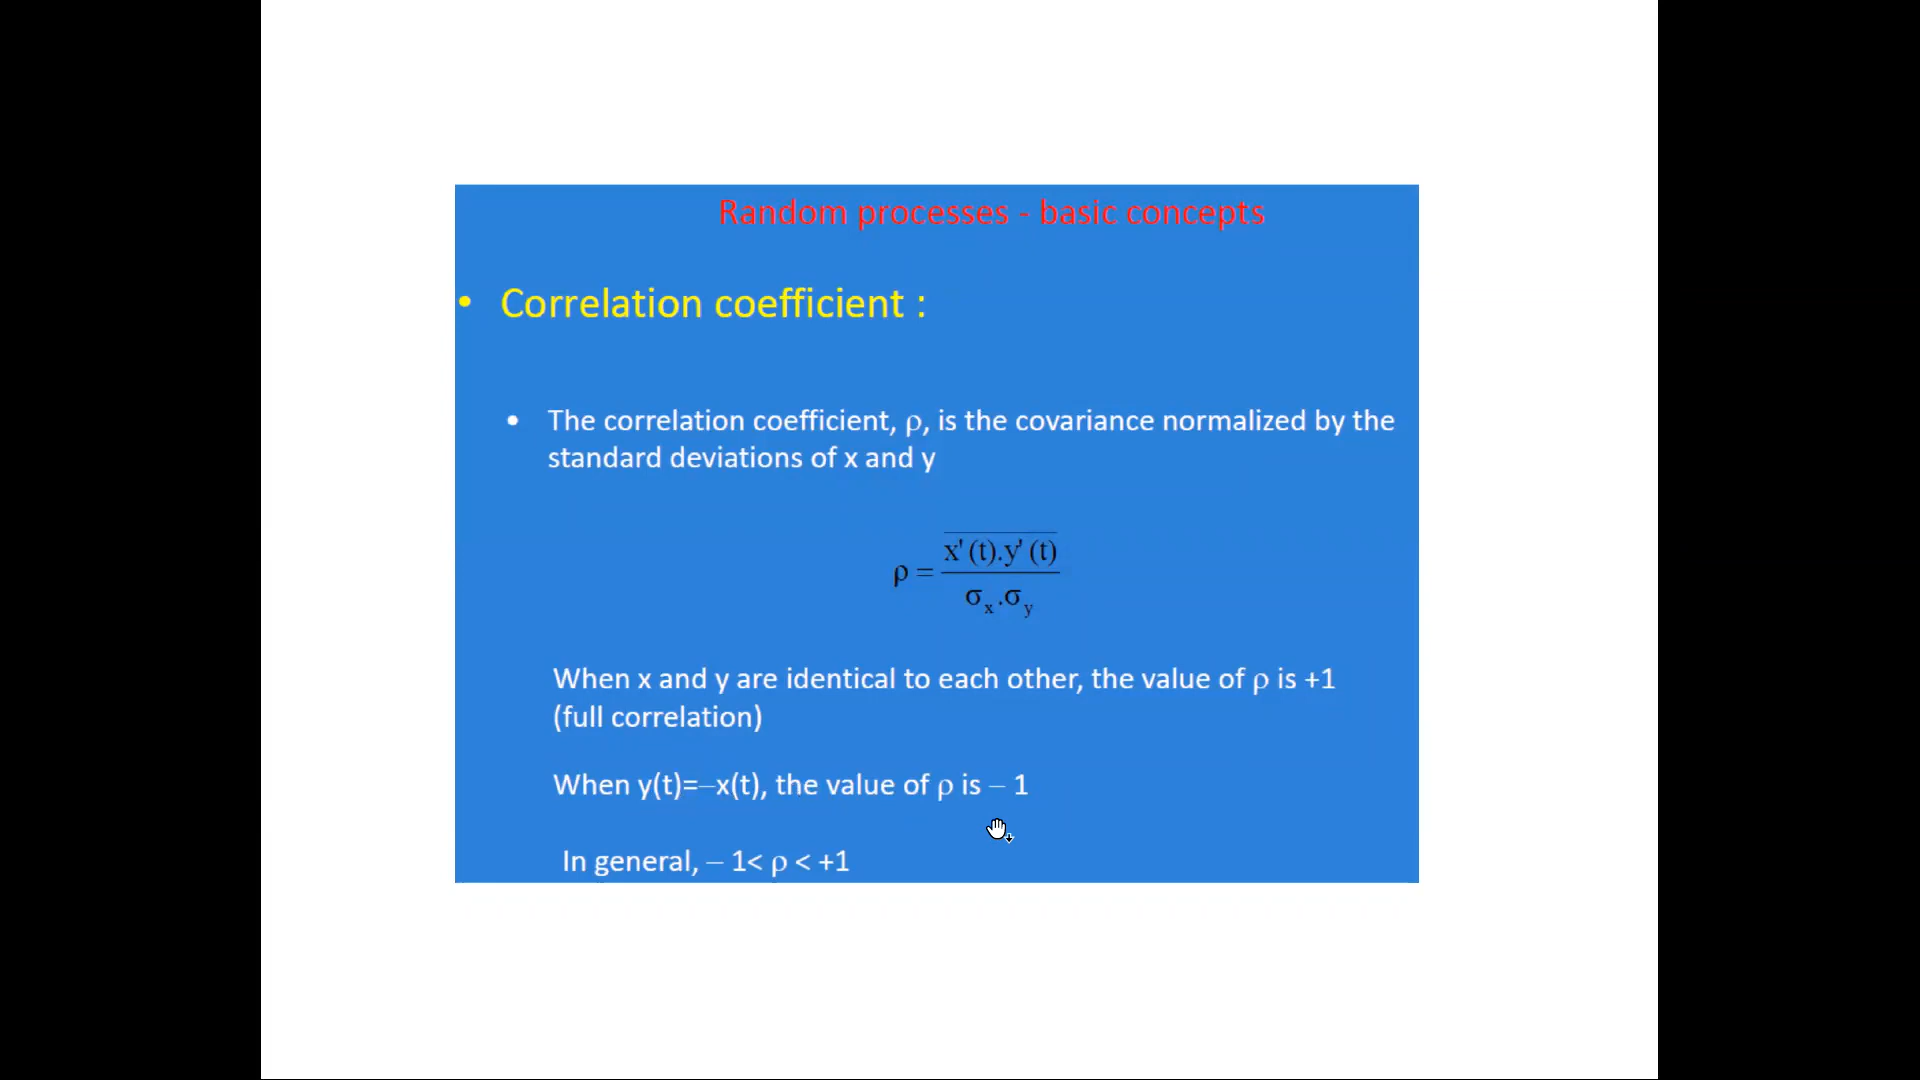 Random processes - basic concepts
• Correlation coefficient :
• The correlation coefficient, ρ, is the covariance normalized by the
standard deviations of x and y
ρ = x'(t).y'(t) / σx.σy
When x and y are identical to each other, the value of ρ is +1
(full correlation)
When y(t)=–x(t), the value of ρ is – 1
In general, – 1< ρ < +1